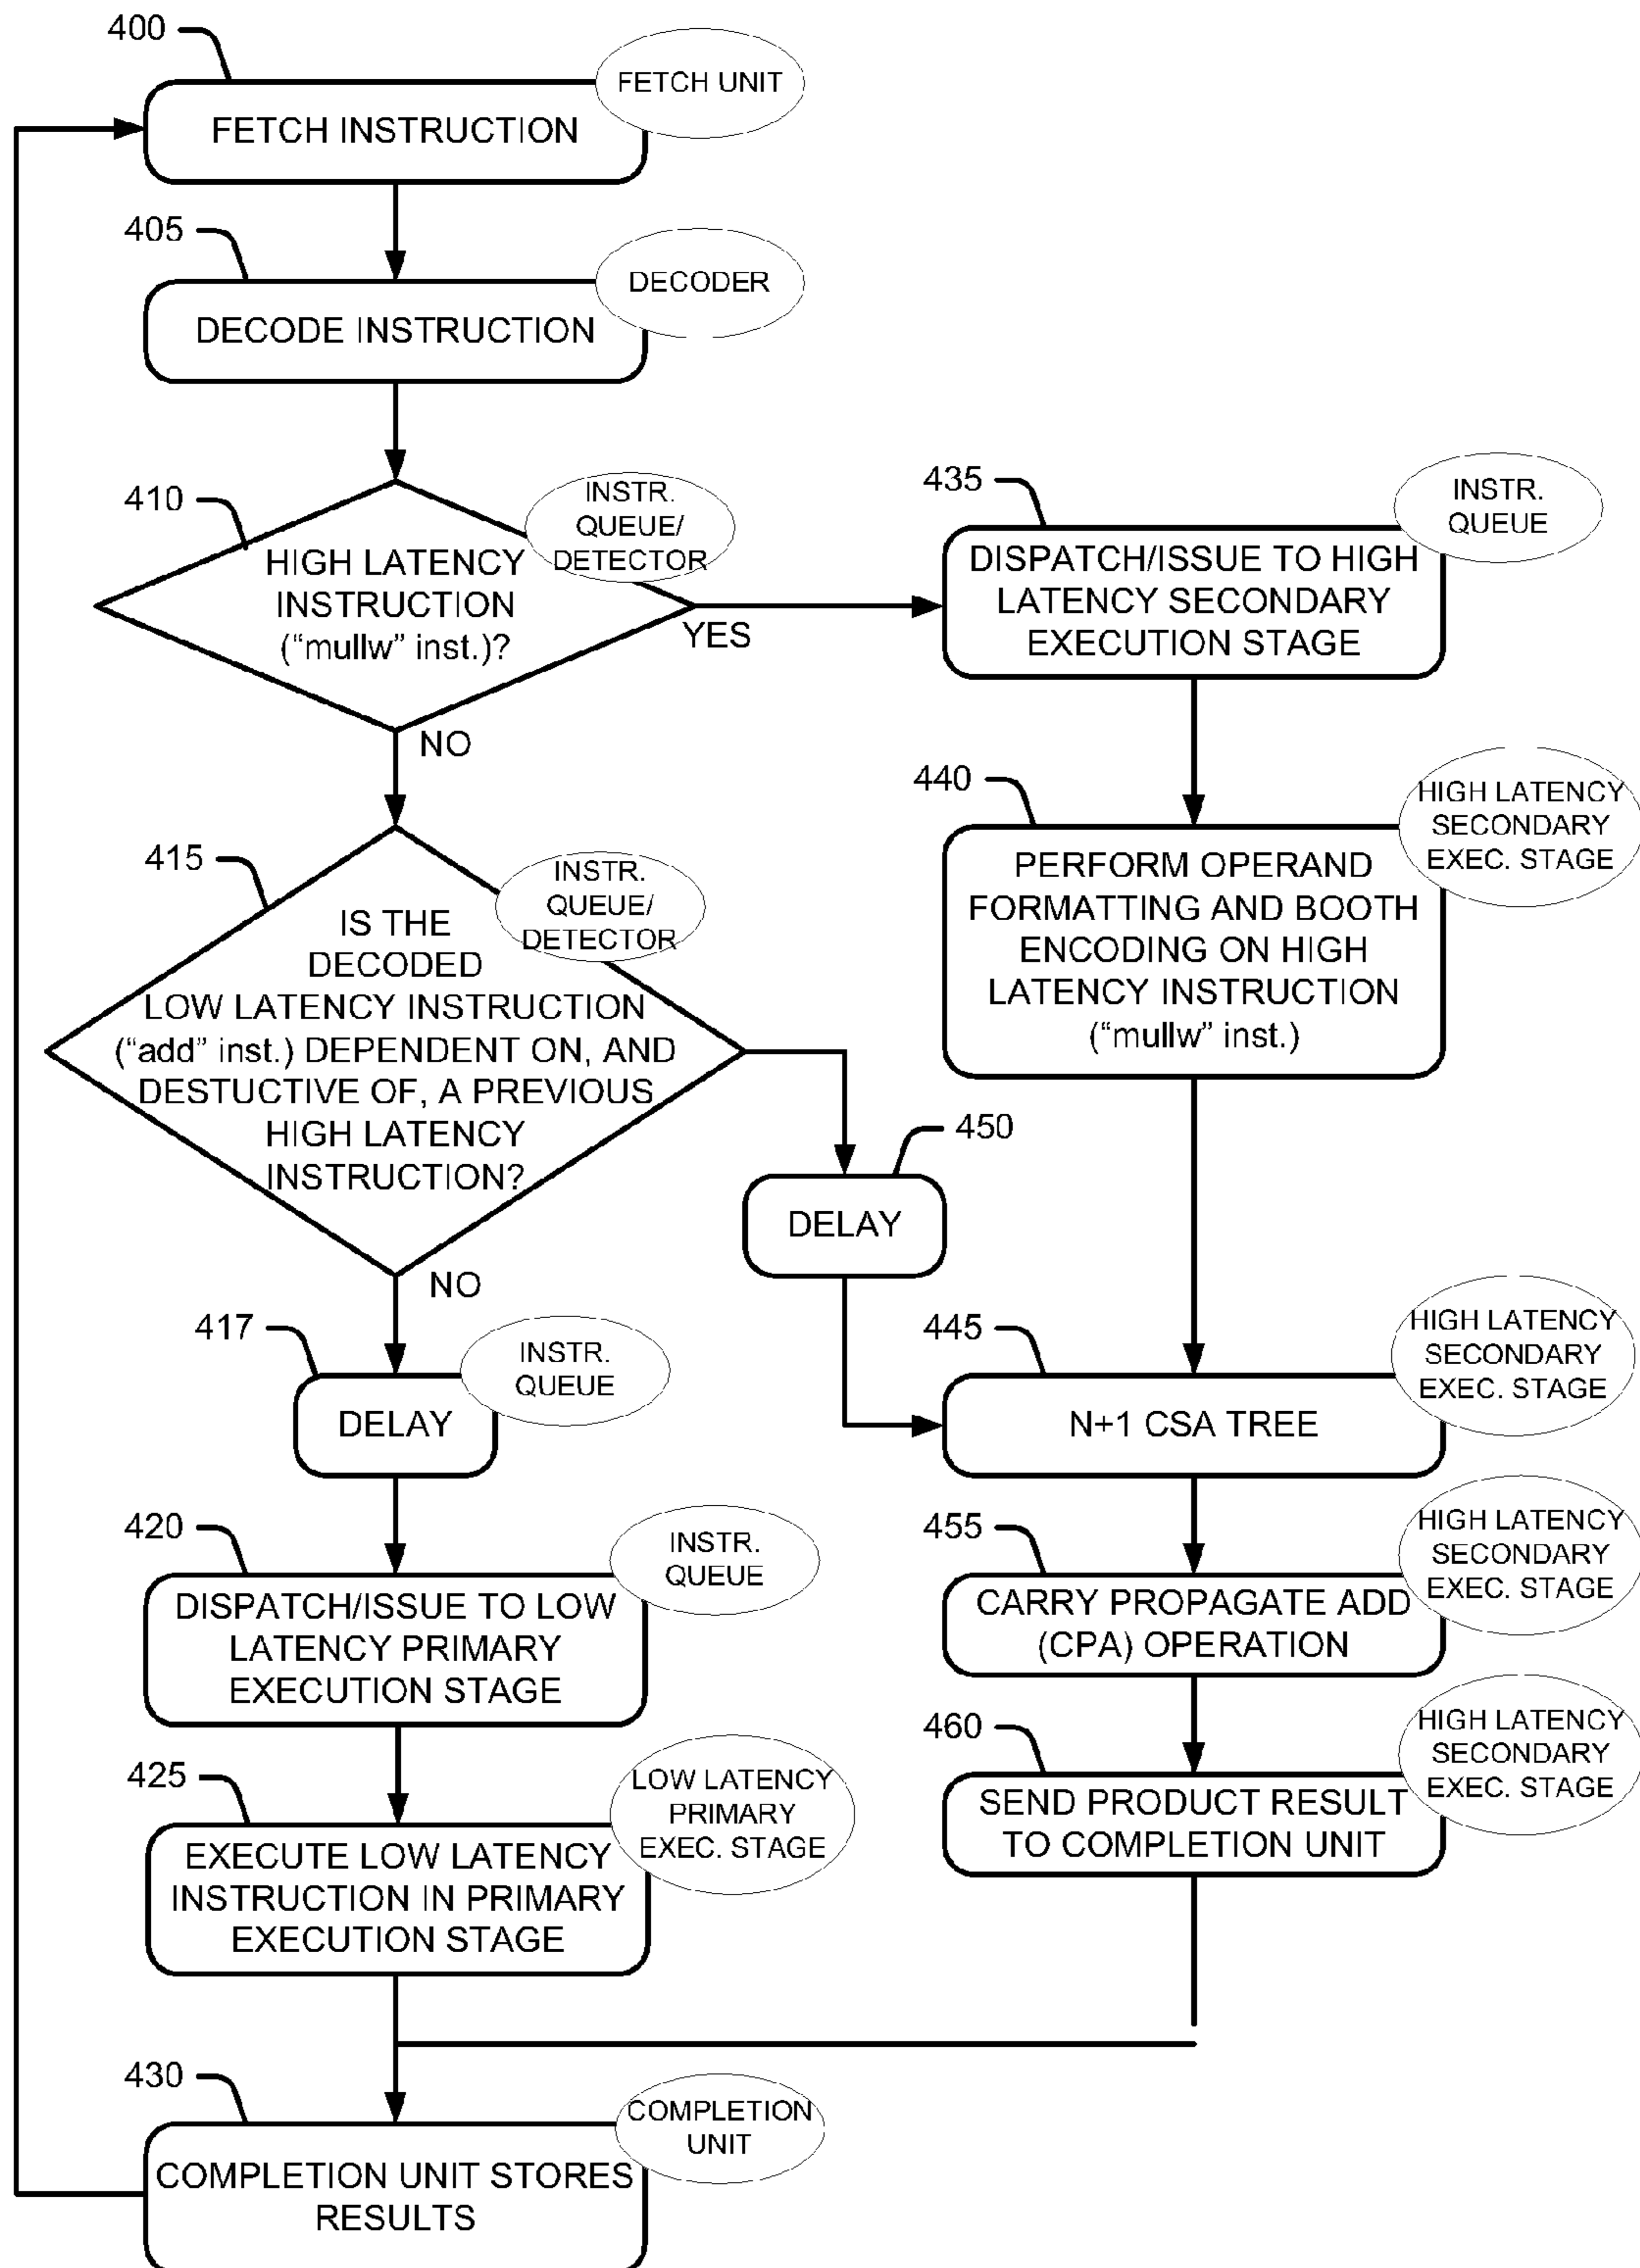 400
FETCH UNIT
FETCH INSTRUCTION
405
DECODER
DECODE INSTRUCTION
410
INSTR.
QUEUE/
DETECTOR
HIGH LATENCY
INSTRUCTION
(“mullw” inst.)?
YES
NO
435
INSTR.
QUEUE
DISPATCH/ISSUE TO HIGH
LATENCY SECONDARY
EXECUTION STAGE
440
HIGH LATENCY
SECONDARY
EXEC. STAGE
PERFORM OPERAND
FORMATTING AND BOOTH
ENCODING ON HIGH
LATENCY INSTRUCTION
(“mullw” inst.)
415
INSTR.
QUEUE/
DETECTOR
IS THE
DECODED
LOW LATENCY INSTRUCTION
(“add” inst.) DEPENDENT ON, AND
DESTUCTIVE OF, A PREVIOUS
HIGH LATENCY
INSTRUCTION?
NO
450
DELAY
417
INSTR.
QUEUE
DELAY
445
HIGH LATENCY
SECONDARY
EXEC. STAGE
N+1 CSA TREE
420
INSTR.
QUEUE
DISPATCH/ISSUE TO LOW
LATENCY PRIMARY
EXECUTION STAGE
455
HIGH LATENCY
SECONDARY
EXEC. STAGE
CARRY PROPAGATE ADD
(CPA) OPERATION
425
LOW LATENCY
PRIMARY
EXEC. STAGE
EXECUTE LOW LATENCY
INSTRUCTION IN PRIMARY
EXECUTION STAGE
460
HIGH LATENCY
SECONDARY
EXEC. STAGE
SEND PRODUCT RESULT
TO COMPLETION UNIT
430
COMPLETION
UNIT
COMPLETION UNIT STORES
RESULTS